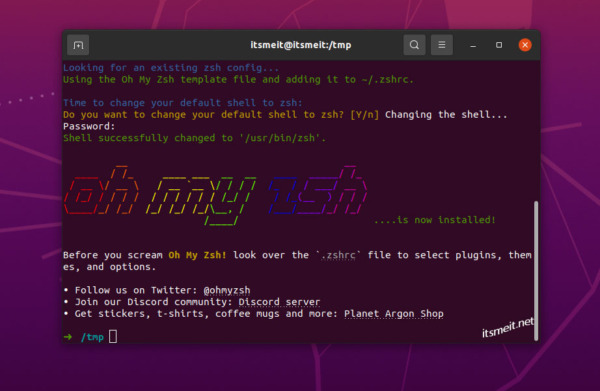 itsmeit@itsmeit:/tmp
Looking for an existing zsh config...
Using the Oh My Zsh template file and adding it to ~/.zshrc.
Time to change your default shell to zsh:
Do you want to change your default shell to zsh? [Y/n] Changing the shell...
Password:
Shell successfully changed to '/usr/bin/zsh'.
oh my zsh
....is now installed!
Before you scream Oh My Zsh! look over the `.zshrc` file to select plugins, them
es, and options.
• Follow us on Twitter: @ohmyzsh
• Join our Discord community: Discord server
• Get stickers, t-shirts, coffee mugs and more: Planet Argon Shop
➜ /tmp
itsmeit.net